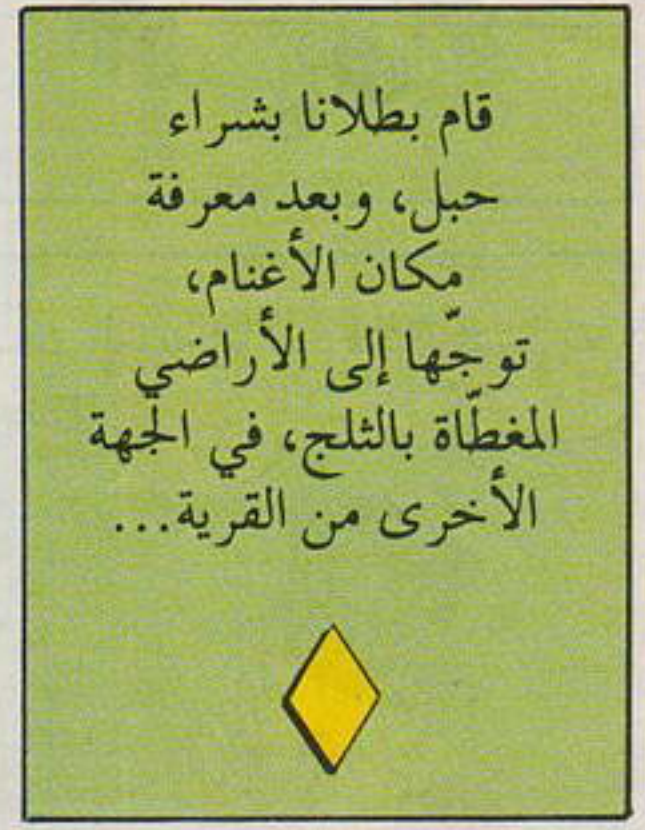 قام بطلانا بشراء
حبل، وبعد معرفة
مكان الأغنام،
توجّها إلى الأراضي
المغطّاة بالثلج، في الجهة
الأخرى من القرية...